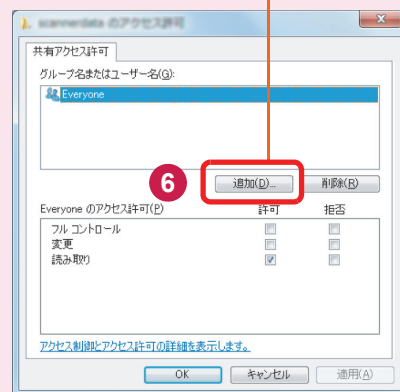 scannerdata のアクセス許可
共有アクセス許可
グループ名またはユーザー名(G):
Everyone
6
追加(D)... 削除(R)
Everyone のアクセス許可(P) 許可 拒否
フル コントロール
変更
読み取り
アクセス制御とアクセス許可の詳細を表示します。
OK キャンセル 適用(A)